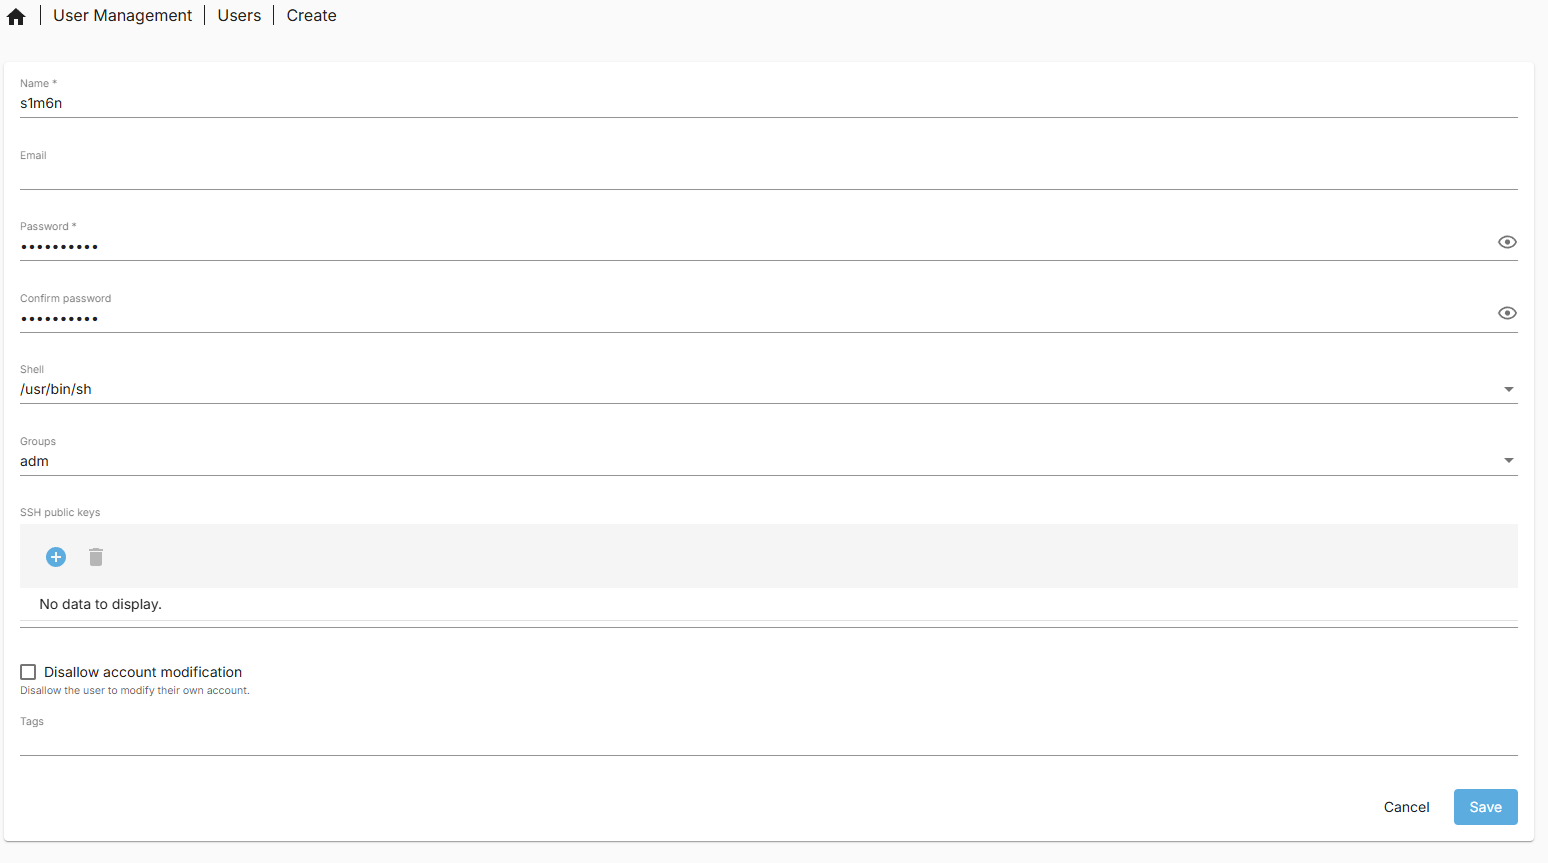 User Management | Users | Create
Name *
s1m6n
Email
Password *
••••••••••
Confirm password
••••••••••
Shell
/usr/bin/sh
Groups
adm
SSH public keys
No data to display.
Disallow account modification
Disallow the user to modify their own account.
Tags
Cancel Save